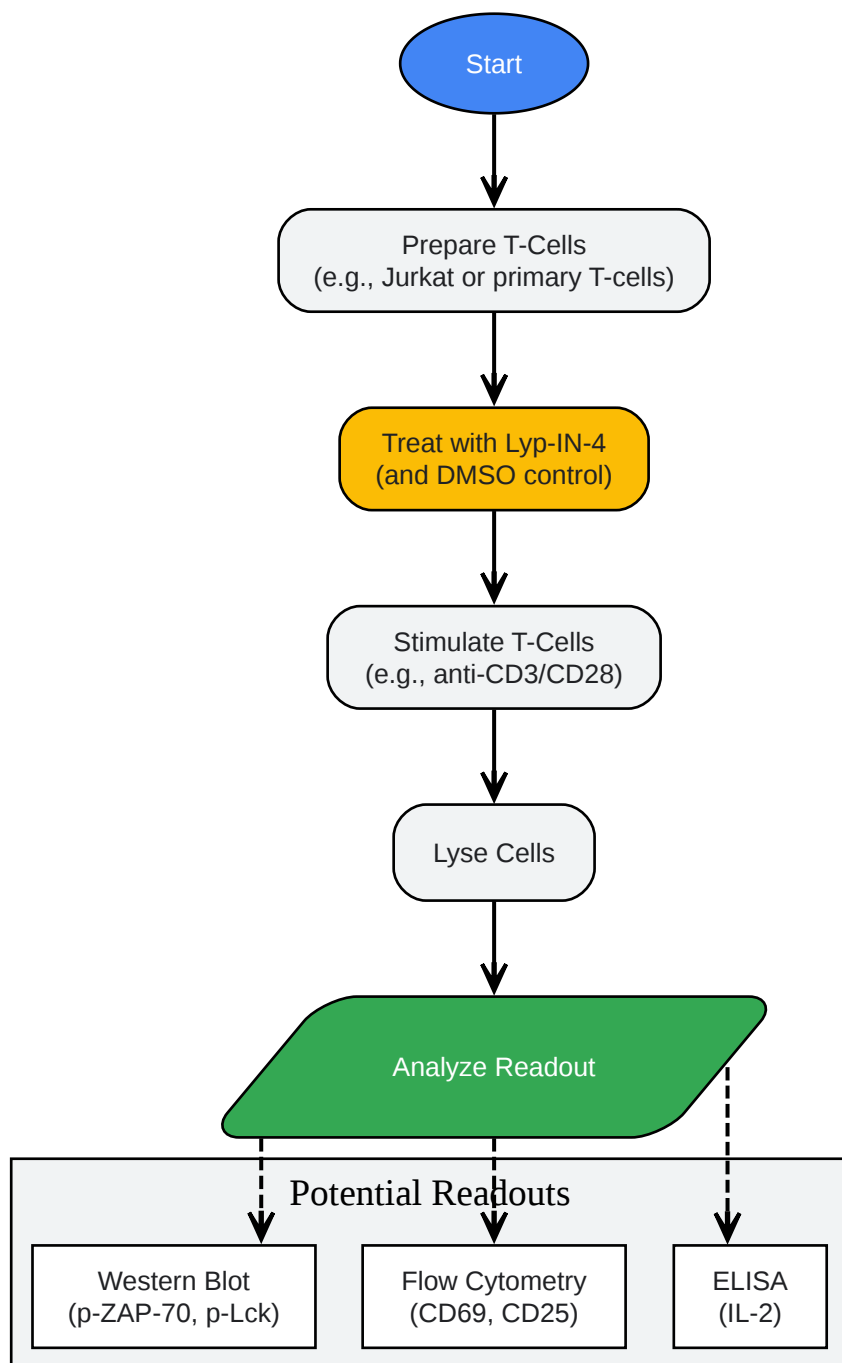 Start
Prepare T-Cells
(e.g., Jurkat or primary T-cells)
Treat with Lyp-IN-4
(and DMSO control)
Stimulate T-Cells
(e.g., anti-CD3/CD28)
Lyse Cells
Analyze Readout
Potential Readouts
Western Blot
(p-ZAP-70, p-Lck)
Flow Cytometry
(CD69, CD25)
ELISA
(IL-2)